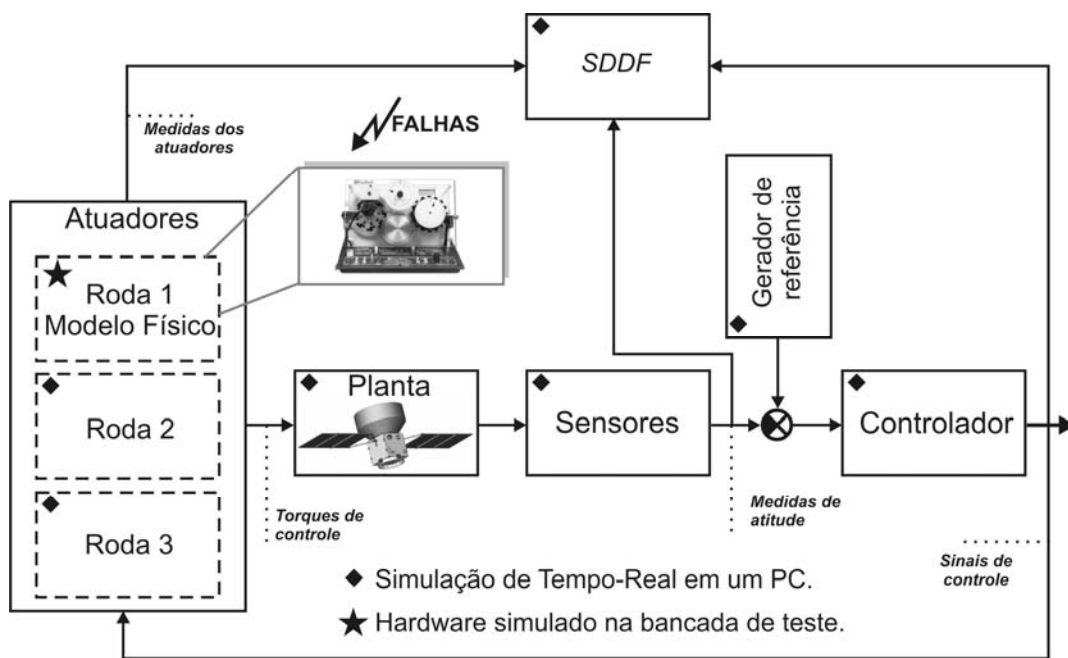 SDDF
Medidas dos
atuadores
FALHAS
Atuadores
Roda 1
Modelo Físico
Roda 2
Roda 3
Gerador de
referência
Planta
Sensores
Controlador
Torques de
controle
Medidas de
atitude
Sinais de
controle
Simulação de Tempo-Real em um PC.
Hardware simulado na bancada de teste.